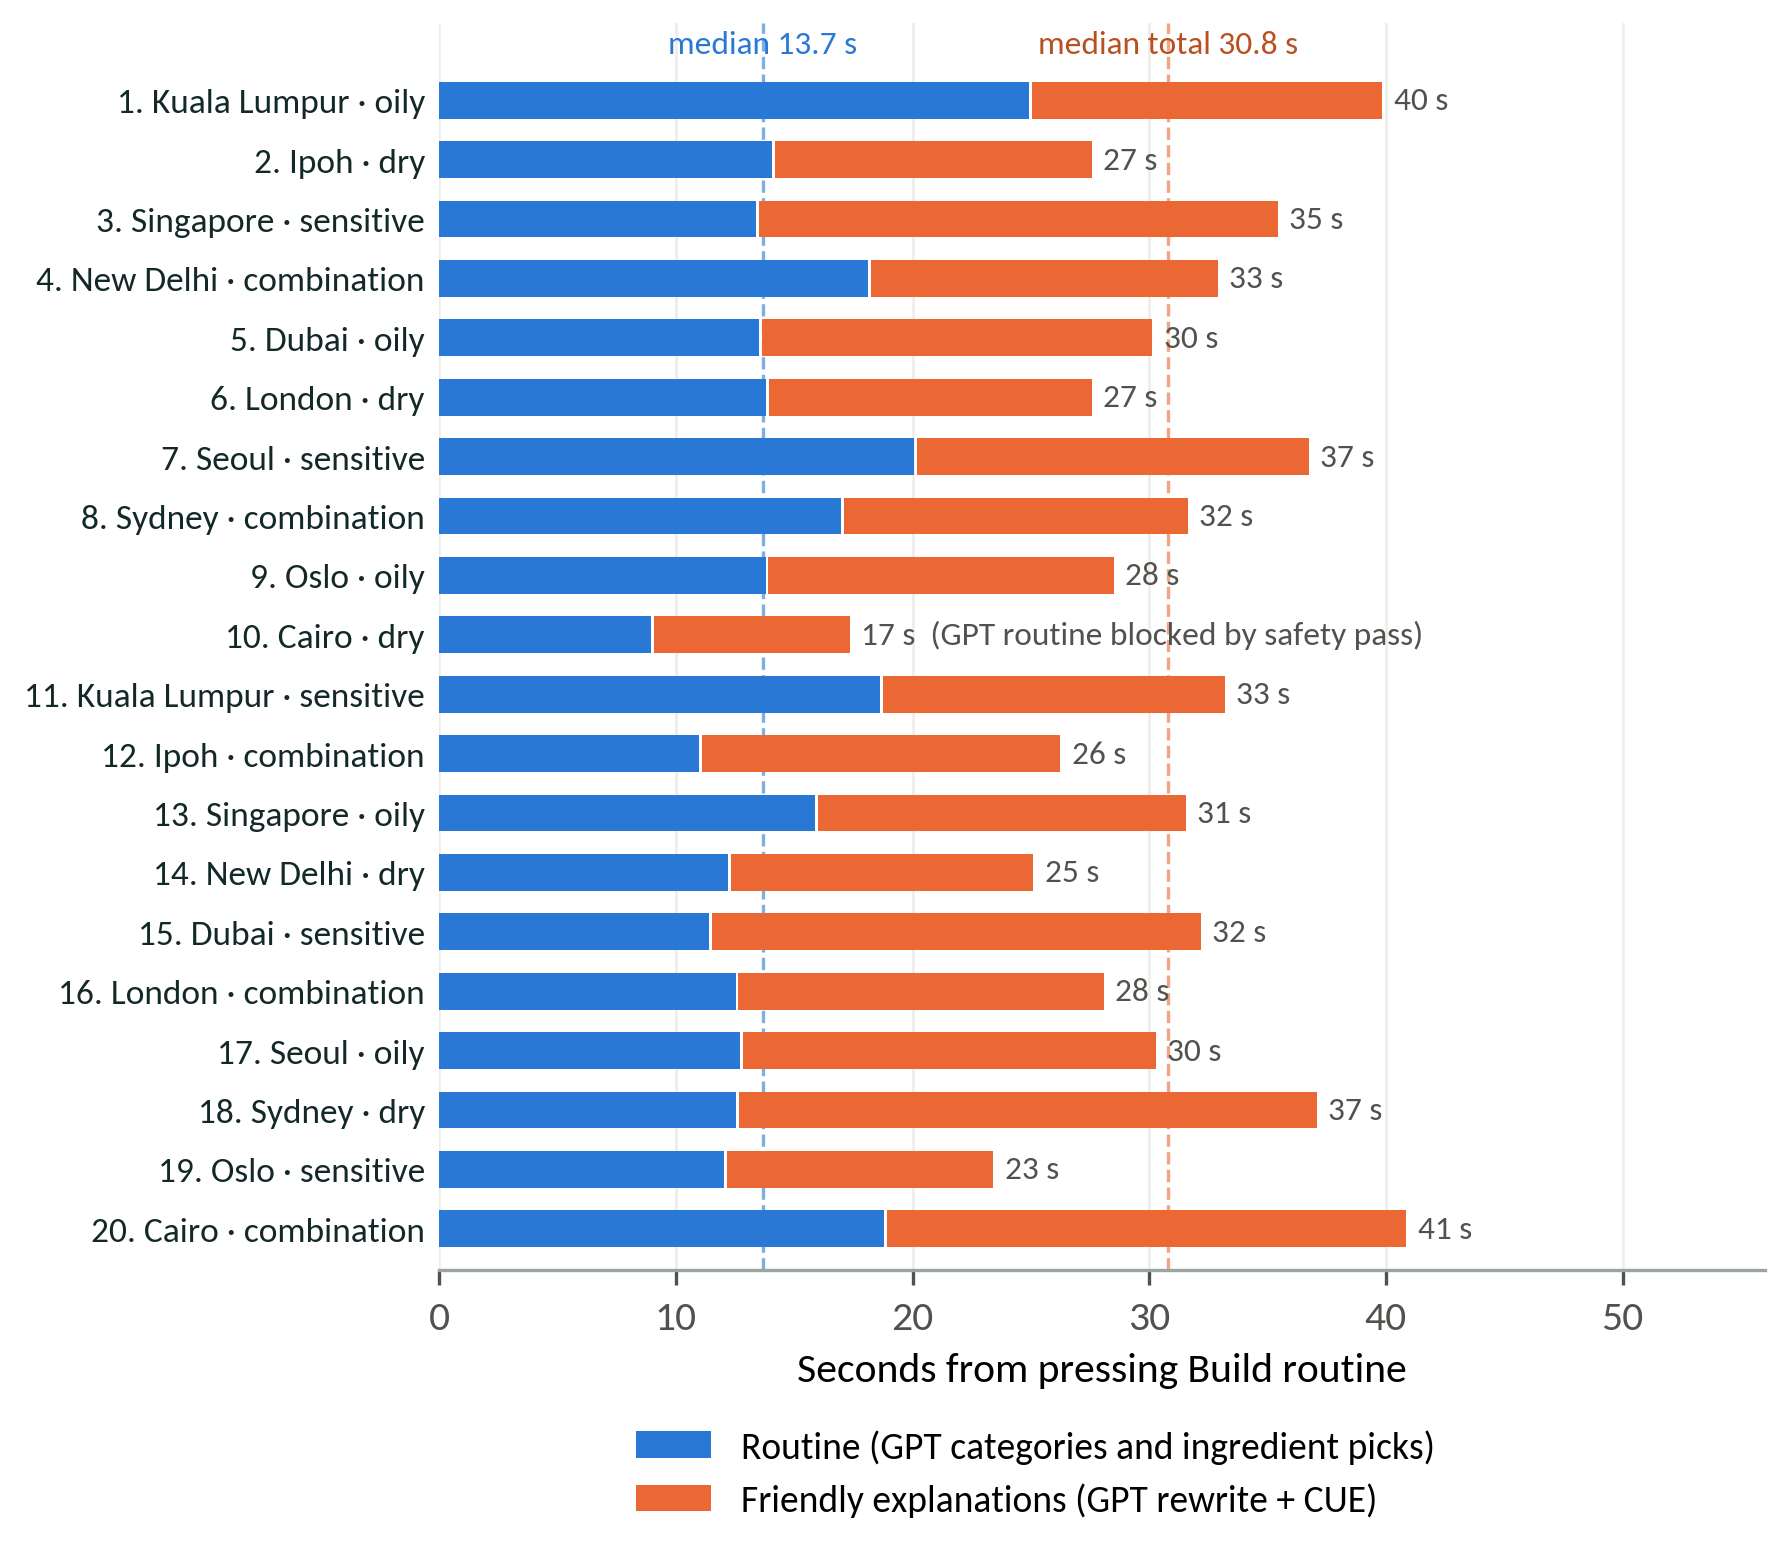 median 13.7 s
median total 30.8 s
1. Kuala Lumpur · oily 40 s
2. Ipoh · dry 27 s
3. Singapore · sensitive 35 s
4. New Delhi · combination 33 s
5. Dubai · oily 30 s
6. London · dry 27 s
7. Seoul · sensitive 37 s
8. Sydney · combination 32 s
9. Oslo · oily 28 s
10. Cairo · dry 17 s (GPT routine blocked by safety pass)
11. Kuala Lumpur · sensitive 33 s
12. Ipoh · combination 26 s
13. Singapore · oily 31 s
14. New Delhi · dry 25 s
15. Dubai · sensitive 32 s
16. London · combination 28 s
17. Seoul · oily 30 s
18. Sydney · dry 37 s
19. Oslo · sensitive 23 s
20. Cairo · combination 41 s
0 10 20 30 40 50
Seconds from pressing Build routine
Routine (GPT categories and ingredient picks)
Friendly explanations (GPT rewrite + CUE)